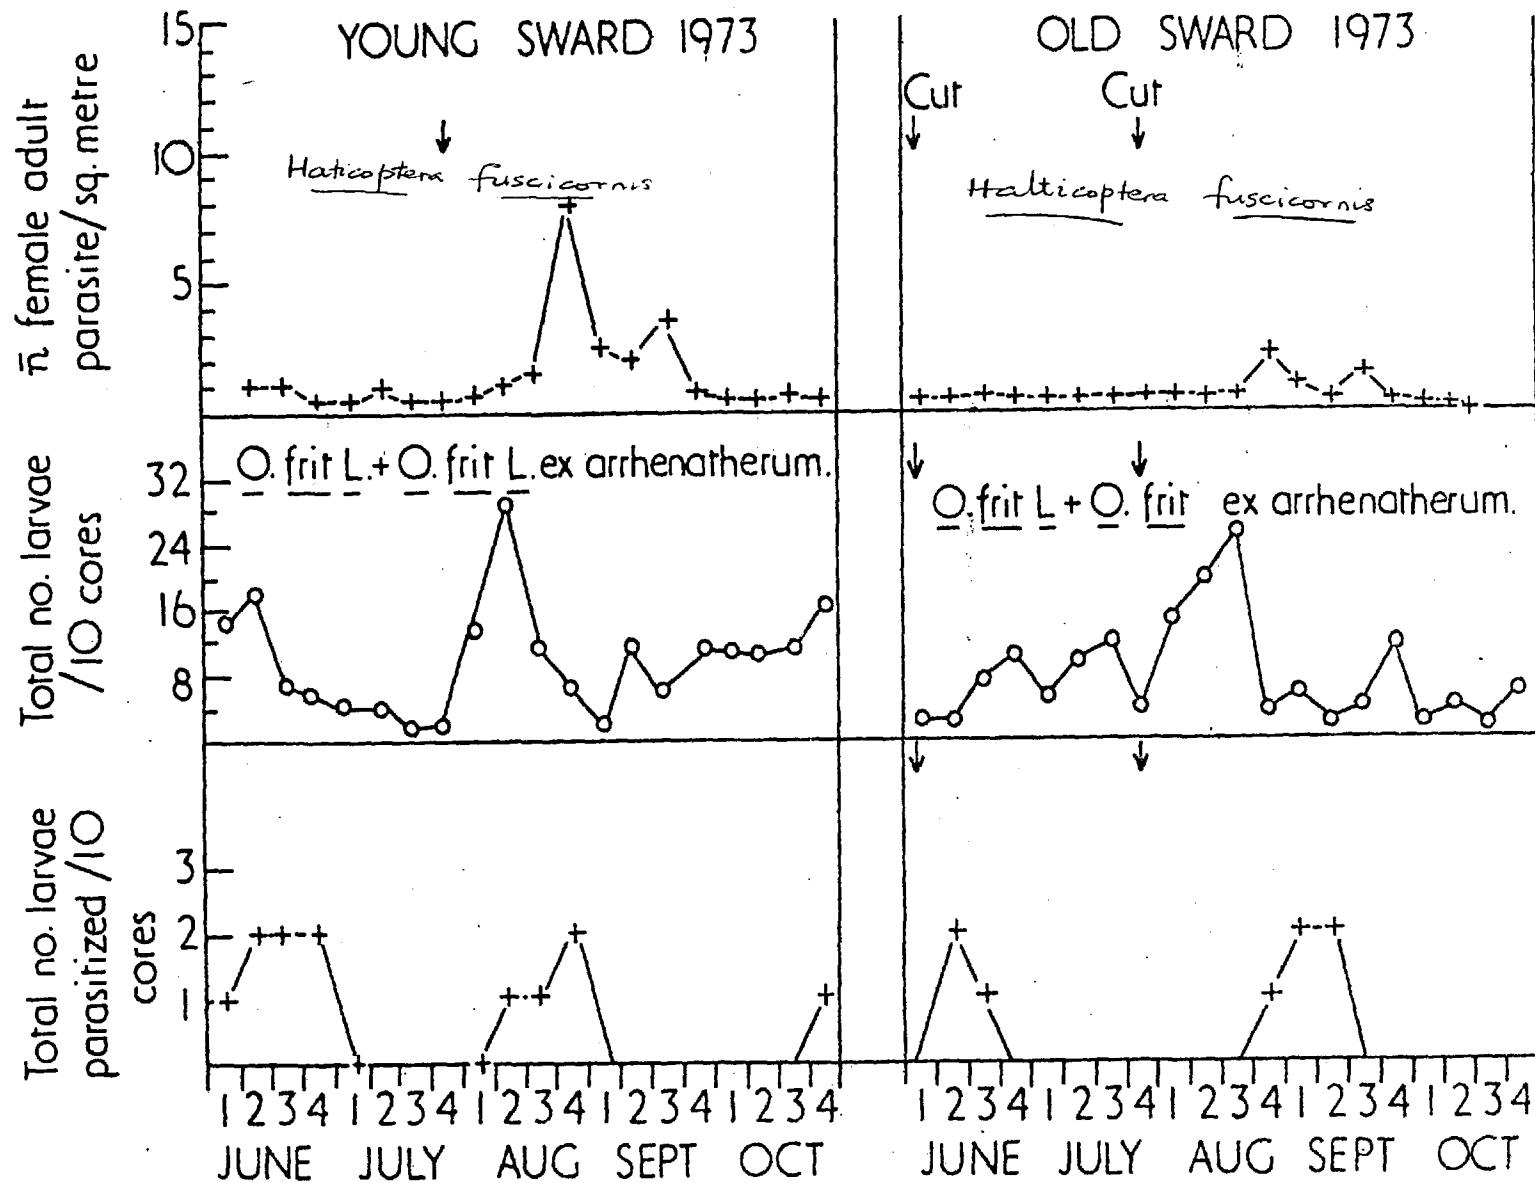 YOUNG SWARD 1973
OLD SWARD 1973
Cut Cut
Haticoptera fuscicornis
Halticoptera fuscicornis
n̄ female adult
parasite/sq. metre
15
10
5
O. frit L. + O. frit L. ex arrhenatherum.
O. frit L + O. frit ex arrhenatherum.
Total no. larvae
/10 cores
32
24
16
8
Total no. larvae
parasitized /10
cores
3
2
1
1 2 3 4 1 2 3 4 1 2 3 4 1 2 3 4 1 2 3 4
JUNE JULY AUG SEPT OCT
1 2 3 4 1 2 3 4 1 2 3 4 1 2 3 4 1 2 3 4
JUNE JULY AUG SEPT OCT